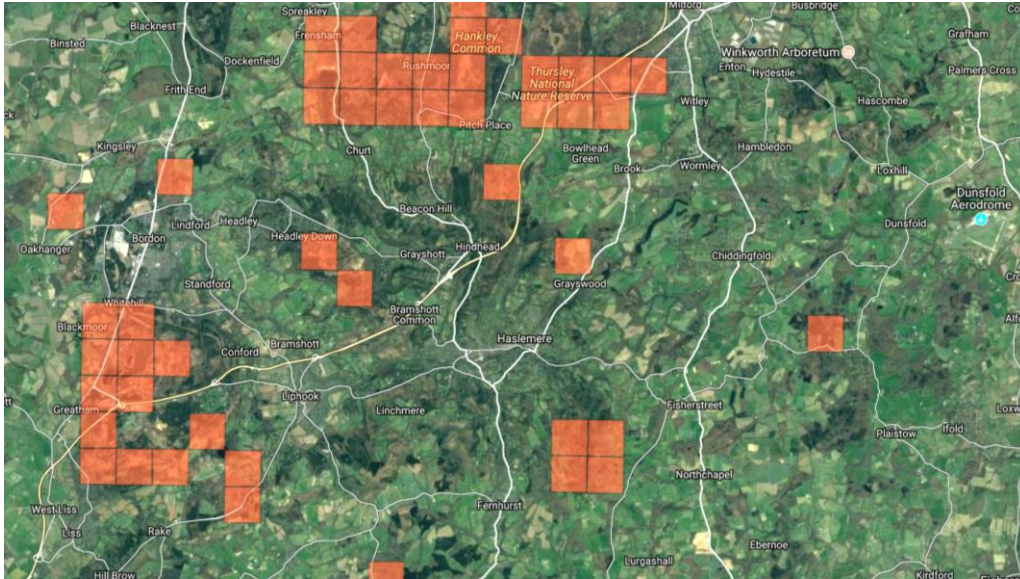 Spreakley
Milford
Busbridge
Blacknest
Frensham
Grafham
Binsted
Hankley
Common
Winkworth Arboretum
Dockenfield
Rushmoor
Enton
Palmers Cross
Thursley
National
Nature Reserve
Hydestile
Frith End
Witley
Hascombe
Pitch Place
Kingsley
Churt
Bowlhead
Green
Hambledon
Brook
Wormley
Loxhill
Dunsfold
Aerodrome
Beacon Hill
Lindford
Headley
Dunsfold
Bordon
Headley Down
Oakhanger
Hindhead
Grayshott
Chiddingfold
Standford
Grayswood
Whitehill
Bramshott
Common
Blackmoor
Haslemere
Bramshott
Conford
Liphook
Greatham
Linchmere
Fisherstreet
Plaistow
Ifold
Northchapel
West Liss
Fernhurst
Liss
Rake
Ebernoe
Lurgashall
Hill Brow
Kirdford